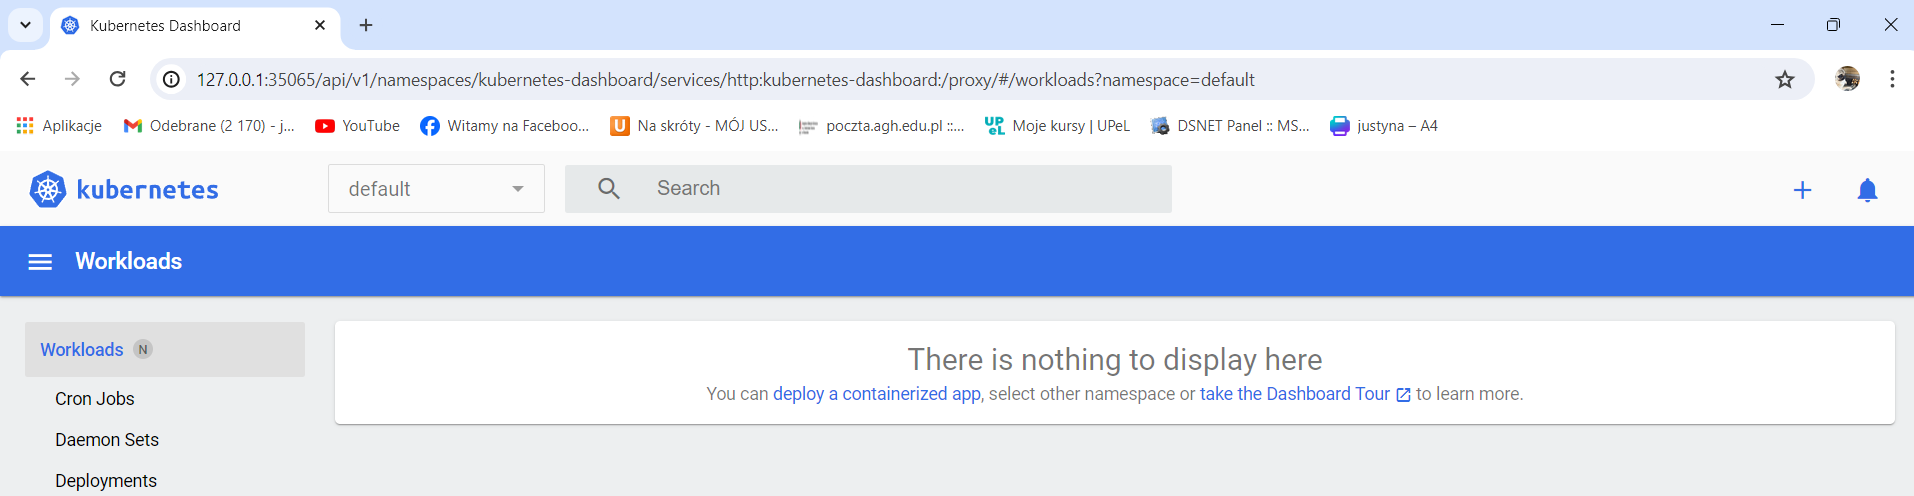 Kubernetes Dashboard
127.0.0.1:35065/api/v1/namespaces/kubernetes-dashboard/services/http:kubernetes-dashboard:/proxy/#/workloads?namespace=default
Aplikacje Odebrane (2 170) - j... YouTube Witamy na Faceboo... Na skróty - MÓJ US... poczta.agh.edu.pl ::... Moje kursy | UPeL DSNET Panel :: MS... justyna – A4
kubernetes default Search
Workloads
Workloads N
There is nothing to display here
You can deploy a containerized app, select other namespace or take the Dashboard Tour to learn more.
Cron Jobs
Daemon Sets
Deployments